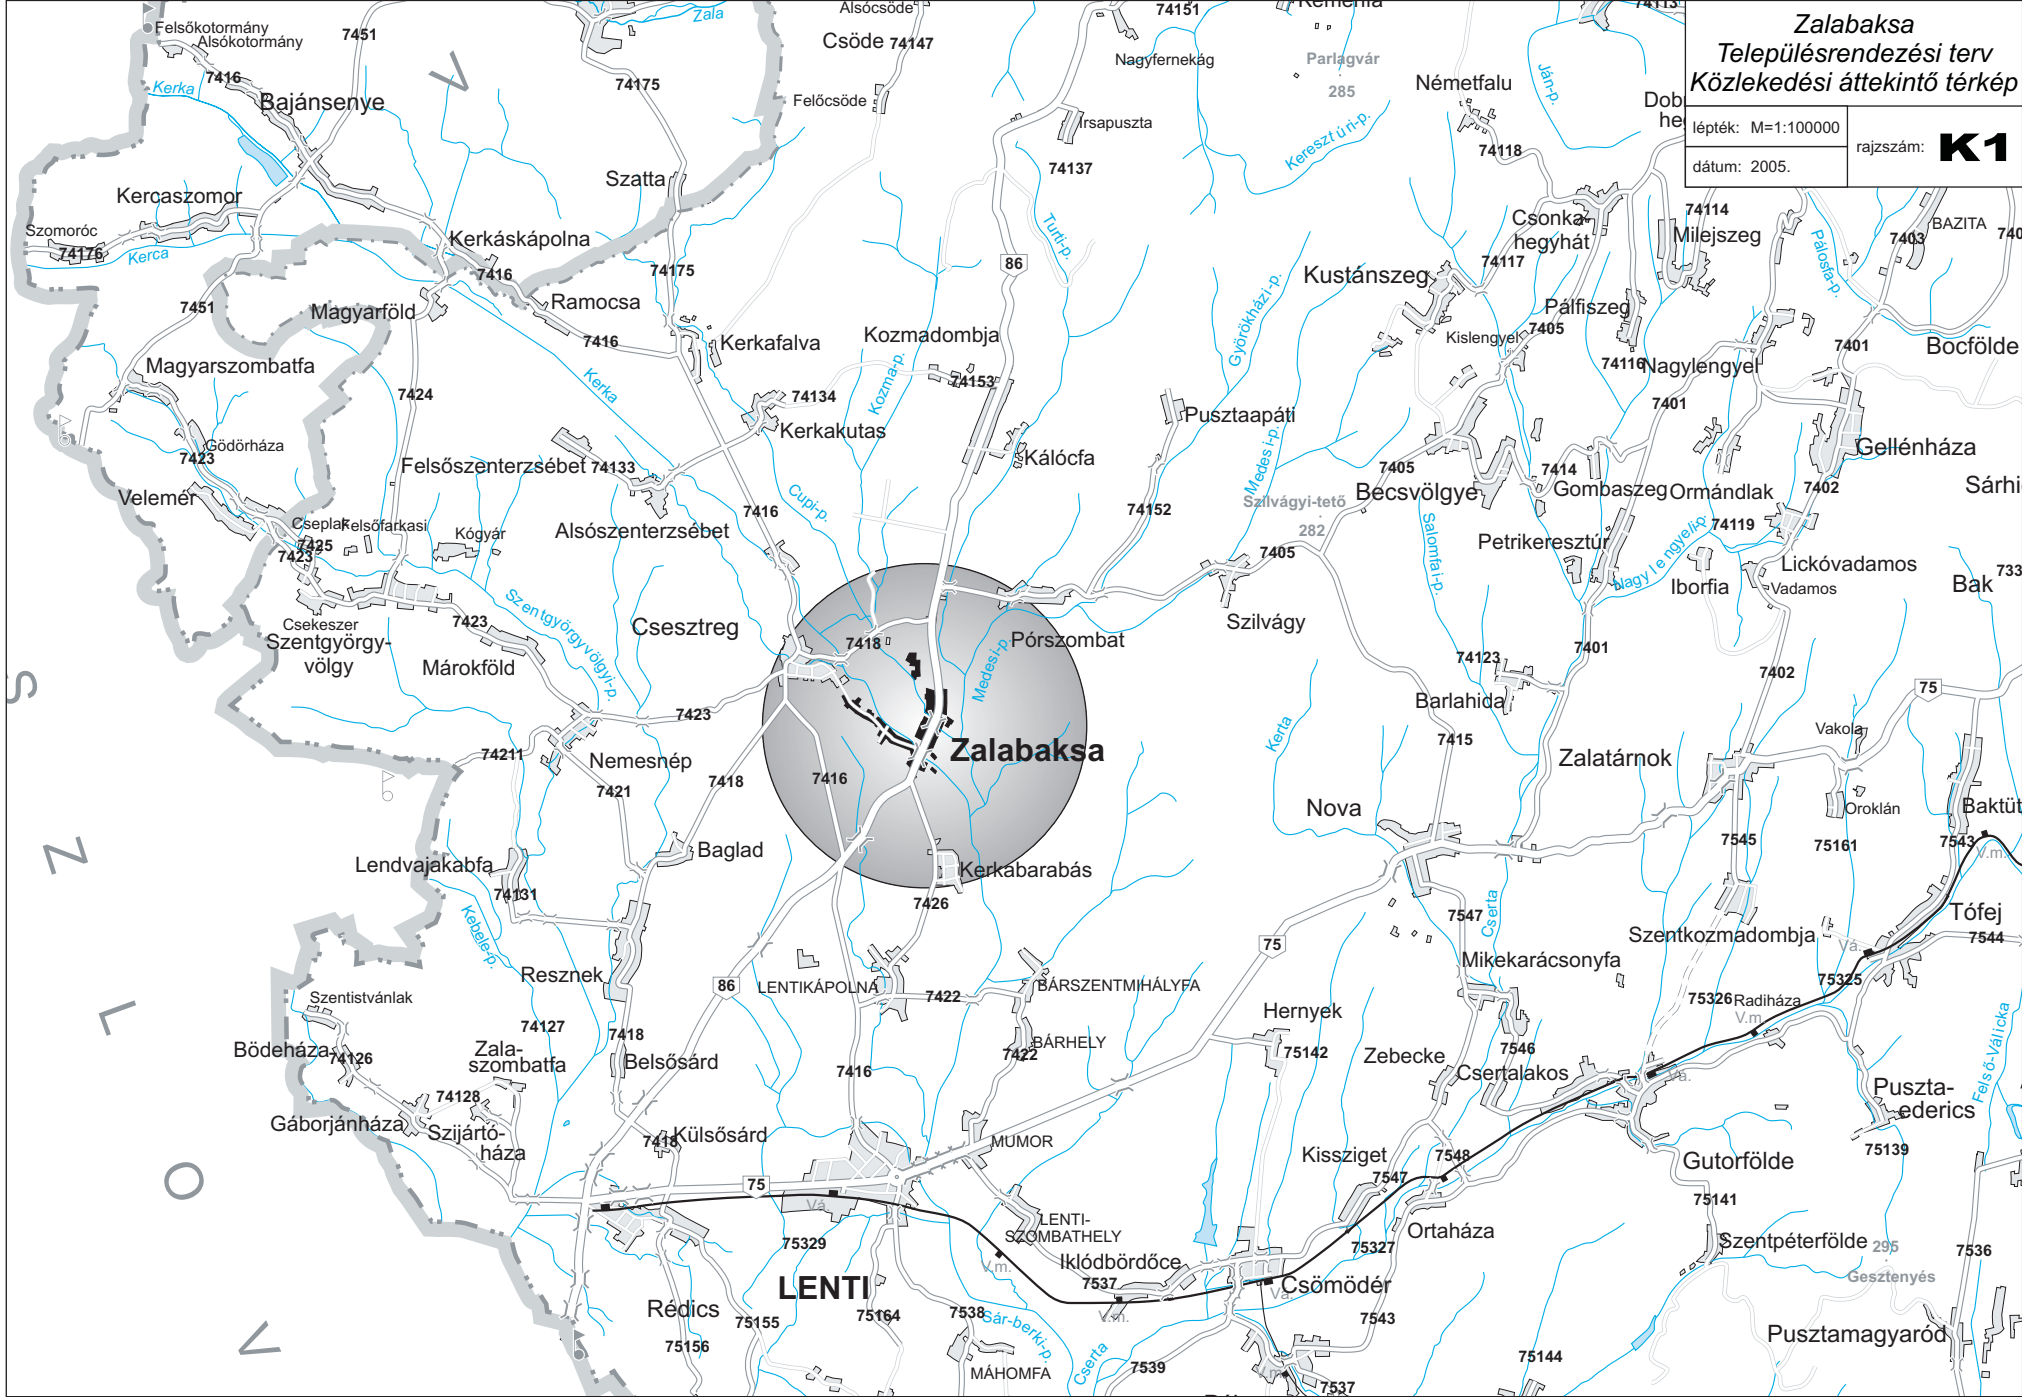 Zalabaksa
Településrendezési terv
Közlekedési áttekintő térkép
lépték: M=1:100000
dátum: 2005.
rajzszám: K1
Felsőkotormány
Alsókotormány
7451
Zala
Alsócsöde
Csöde 74147
74151
Nagyfernekág
Parlagvár
285
Németfalu
Ján-p.
7416
Kerka
Bajánsenye
74175
Felőcsöde
Írsapuszta
74137
Kereszt úri-p.
74118
Szatta
Kercaszomor
Szomoróc
74176
Kerca
Kerkáskápolna
7416
74175
Turti-p.
86
Csonka-
hegyhát
74117
74114
Milejszeg
Pálosfa-p.
7403
BAZITA
7451
Magyarföld
Ramocsa
7416
Kustánszeg
Györökházi-p.
Pálfiszeg
7405
Kislengyel
74116
Nagylengyel
7401
Bocfölde
Magyarszombatfa
7424
Kerka
Kerkafalva
Kozmadombja
Kozma-p.
74153
74134
Kerkakutas
Pusztaapáti
Medesi-p.
7401
Gödörháza
7423
Felsőszenterzsébet 74133
Kálócfa
7405
Becsvölgye
7414
Gombaszeg
Ormándlak
Gellénháza
7402
Velemér
Cseplak
Felsőfarkasi
7425
7423
Kógyár
Alsószenterzsébet
7416
Cupi-p.
74152
Szilvágyi-tető
282
7405
Salomfai-p.
Petrikeresztúr
74119
Nagylengyeli-p.
Lickóvadamos
Vadamos
Iborfia
Bak
Csekeszer
Szentgyörgy-
völgy
7423
Márokföld
Szentgyörgyvölgyi-p.
Csesztreg
7418
Pórszombat
Medesi-p.
Szilvágy
74123
Barlahida
7401
7402
75
7423
74211
Nemesnép
7421
7418
7416
Zalabaksa
Kerta
7415
Zalatárnok
Vakola
Nova
Oroklán
75161
7545
7543
V.m.
Baglad
Lendvajakabfa
74131
Kebele-p.
Kerkabarabás
7426
7547
Cserta
Tófej
7544
Szentkozmadombja
Vá.
Resznek
86
LENTIKÁPOLNA
7422
BÁRSZENTMIHÁLYFA
75
Mikekarácsonyfa
75325
75326
Radiháza
V.m.
Szentistvánlak
74127
7418
Bödeháza
74126
Zala-
szombatfa
Belsősárd
BÁRHELY
7422
Hernyek
75142
Zebecke
7546
Csertalakos
Vá.
Puszta-
ederics
Felső-Válicka
7416
74128
Gáborjánháza
Szijártó-
háza
7418
Külsősárd
MUMOR
Kissziget
7548
7547
Gutorfölde
75139
75
Vá.
75329
LENTI-
SZOMBATHELY
V.m.
Iklódbördőce
7537
V.m.
75327
Ortaháza
75141
Szentpéterfölde
295
Gesztenyés
7536
LENTI
Csömödér
Vá.
Rédics
75155
75156
75164
7538
Sár-berki-p.
MÁHOMFA
Cserta
7539
7543
7537
75144
Pusztamagyaród
S
Z
L
O
V
V